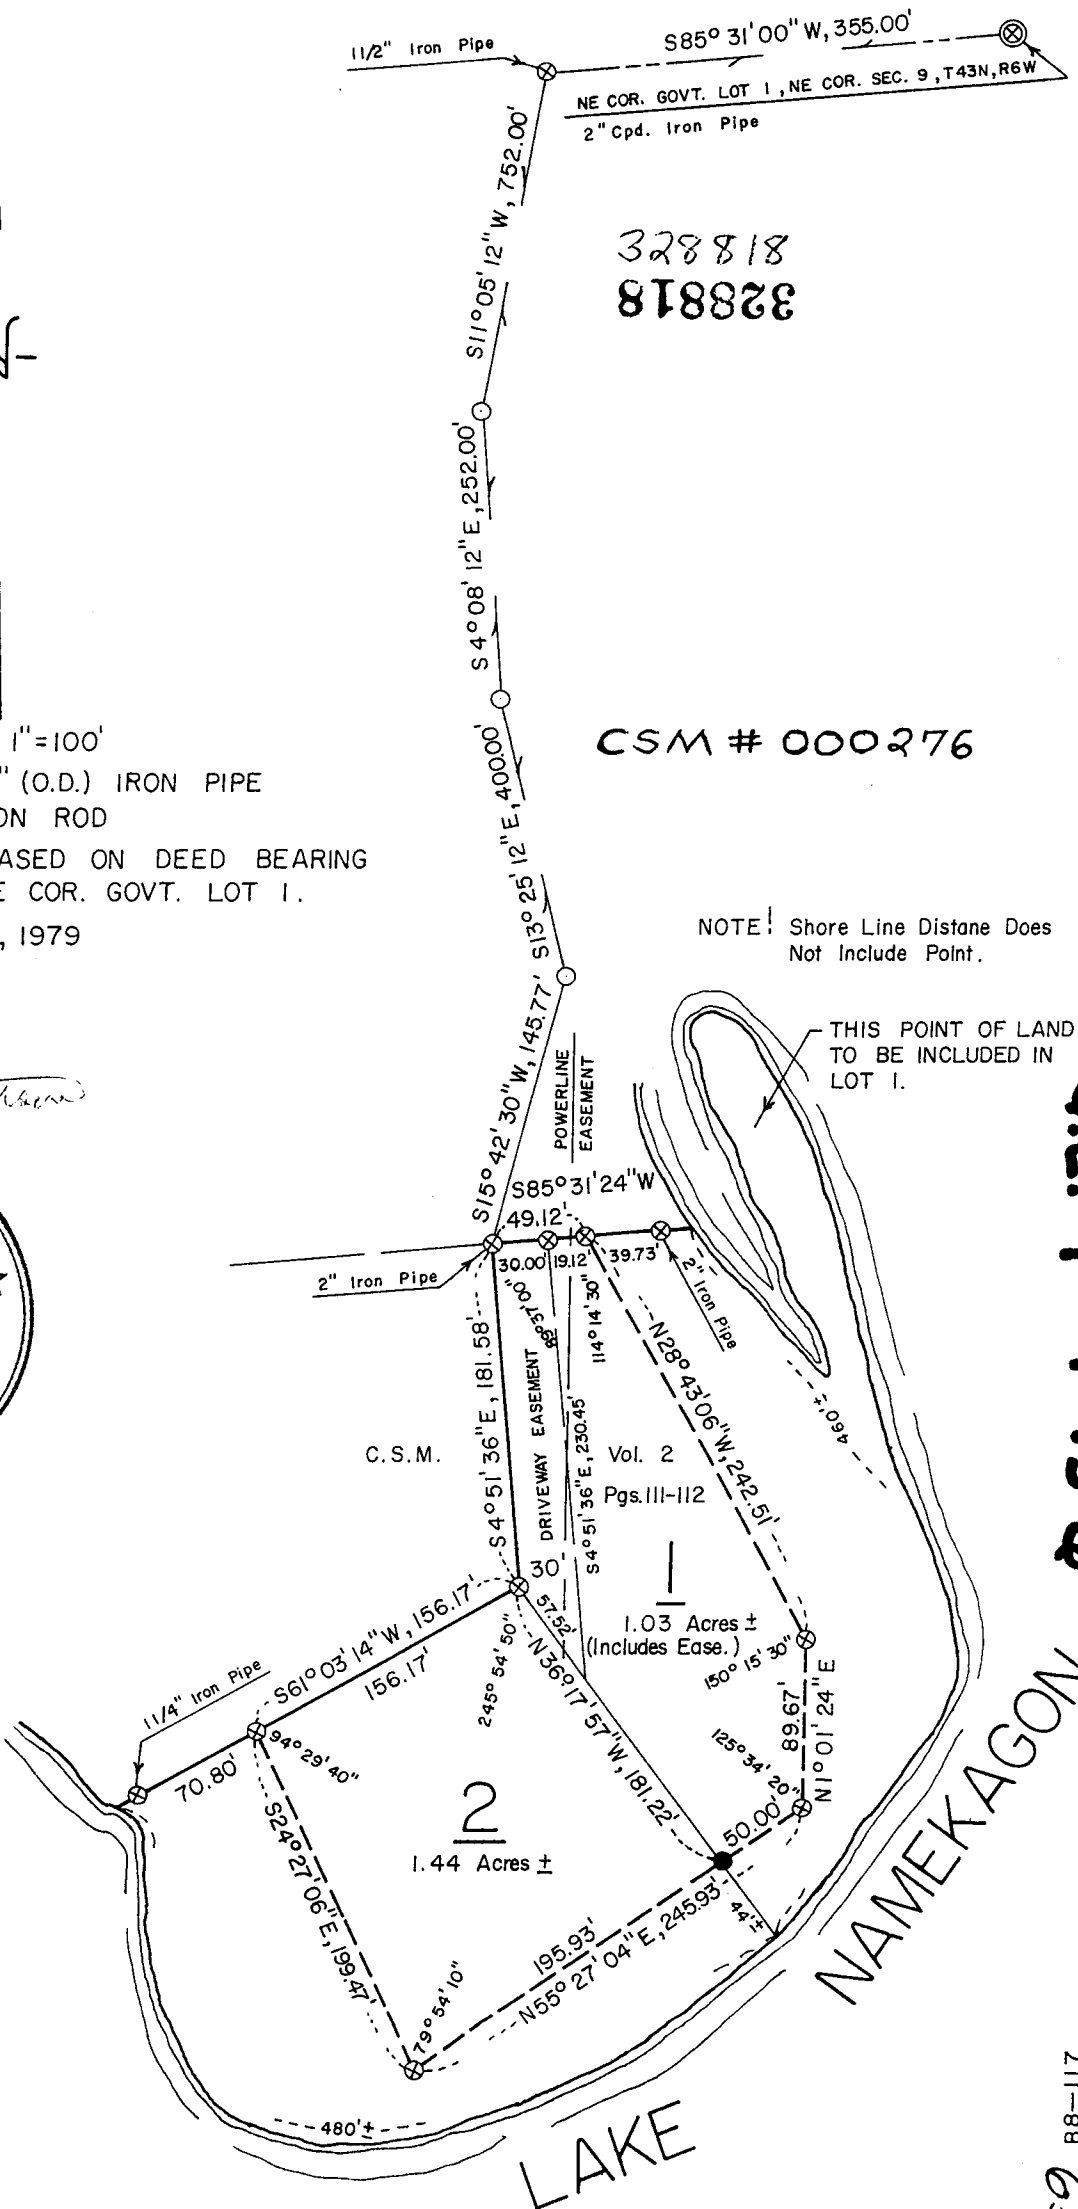 11/2" Iron Pipe
S85° 31'00"W, 355.00'
NE COR. GOVT. LOT 1, NE COR. SEC. 9, T43N, R6W
2" Cpd. Iron Pipe
S11°05'12"W, 752.00'
328818
328818
S4°08'12"E, 252.00'
CSM # 000276
1"=100'
" (O.D.) IRON PIPE
ON ROD
ASED ON DEED BEARING
E COR. GOVT. LOT 1.
, 1979
S13°25'12"E, 400.00'
NOTE! Shore Line Distane Does
Not Include Point.
THIS POINT OF LAND
TO BE INCLUDED IN
LOT 1.
S15°42'30"W, 145.77'
POWERLINE
EASEMENT
S85°31'24"W
49.12'
30.00'
19.12'
39.73'
2" Iron Pipe
2" Iron Pipe
89°37'00"
114°14'30"
S4°51'36"E, 181.58'
DRIVEWAY EASEMENT
30'
S4°51'36"E, 230.45'
N28°43'06"W, 242.51'
460'±
C.S.M.
Vol. 2
Pgs.111-112
1
1.03 Acres ±
(Includes Ease.)
57.52'
S61°03'14"W, 156.17'
156.17'
11/4" Iron Pipe
245°54'50"
N36°17'57"W, 181.22'
150° 15'30"
89.67'
N1°01'24"E
125°34'20"
94°29'40"
70.80'
S24°27'06"E, 199.47'
2
1.44 Acres ±
50.00'
44'±
195.93'
N55°27'04"E, 245.93'
79°54'10"
480'±
LAKE
NAMEKAGON
88-117